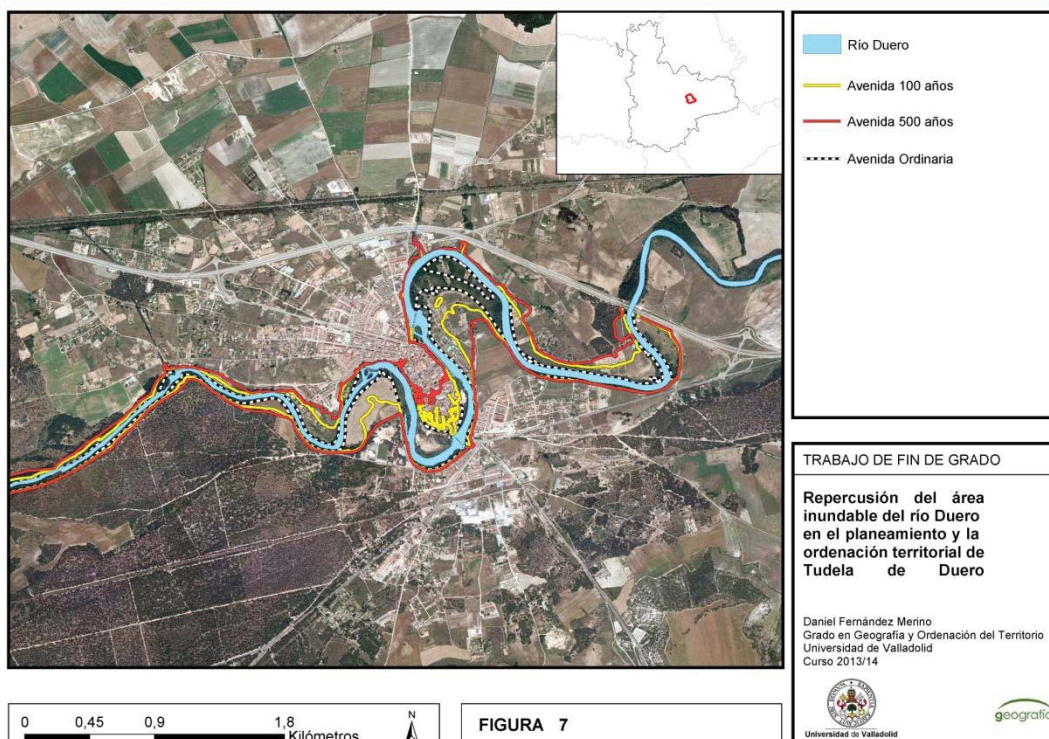 Río Duero
Avenida 100 años
Avenida 500 años
Avenida Ordinaria
TRABAJO DE FIN DE GRADO
Repercusión del área
inundable del río Duero
en el planeamiento y la
ordenación territorial de
Tudela de Duero
Daniel Fernández Merino
Grado en Geografía y Ordenación del Territorio
Universidad de Valladolid
Curso 2013/14
Universidad de Valladolid
geografía
0 0,45 0,9 1,8
Kilómetros
N
FIGURA 7